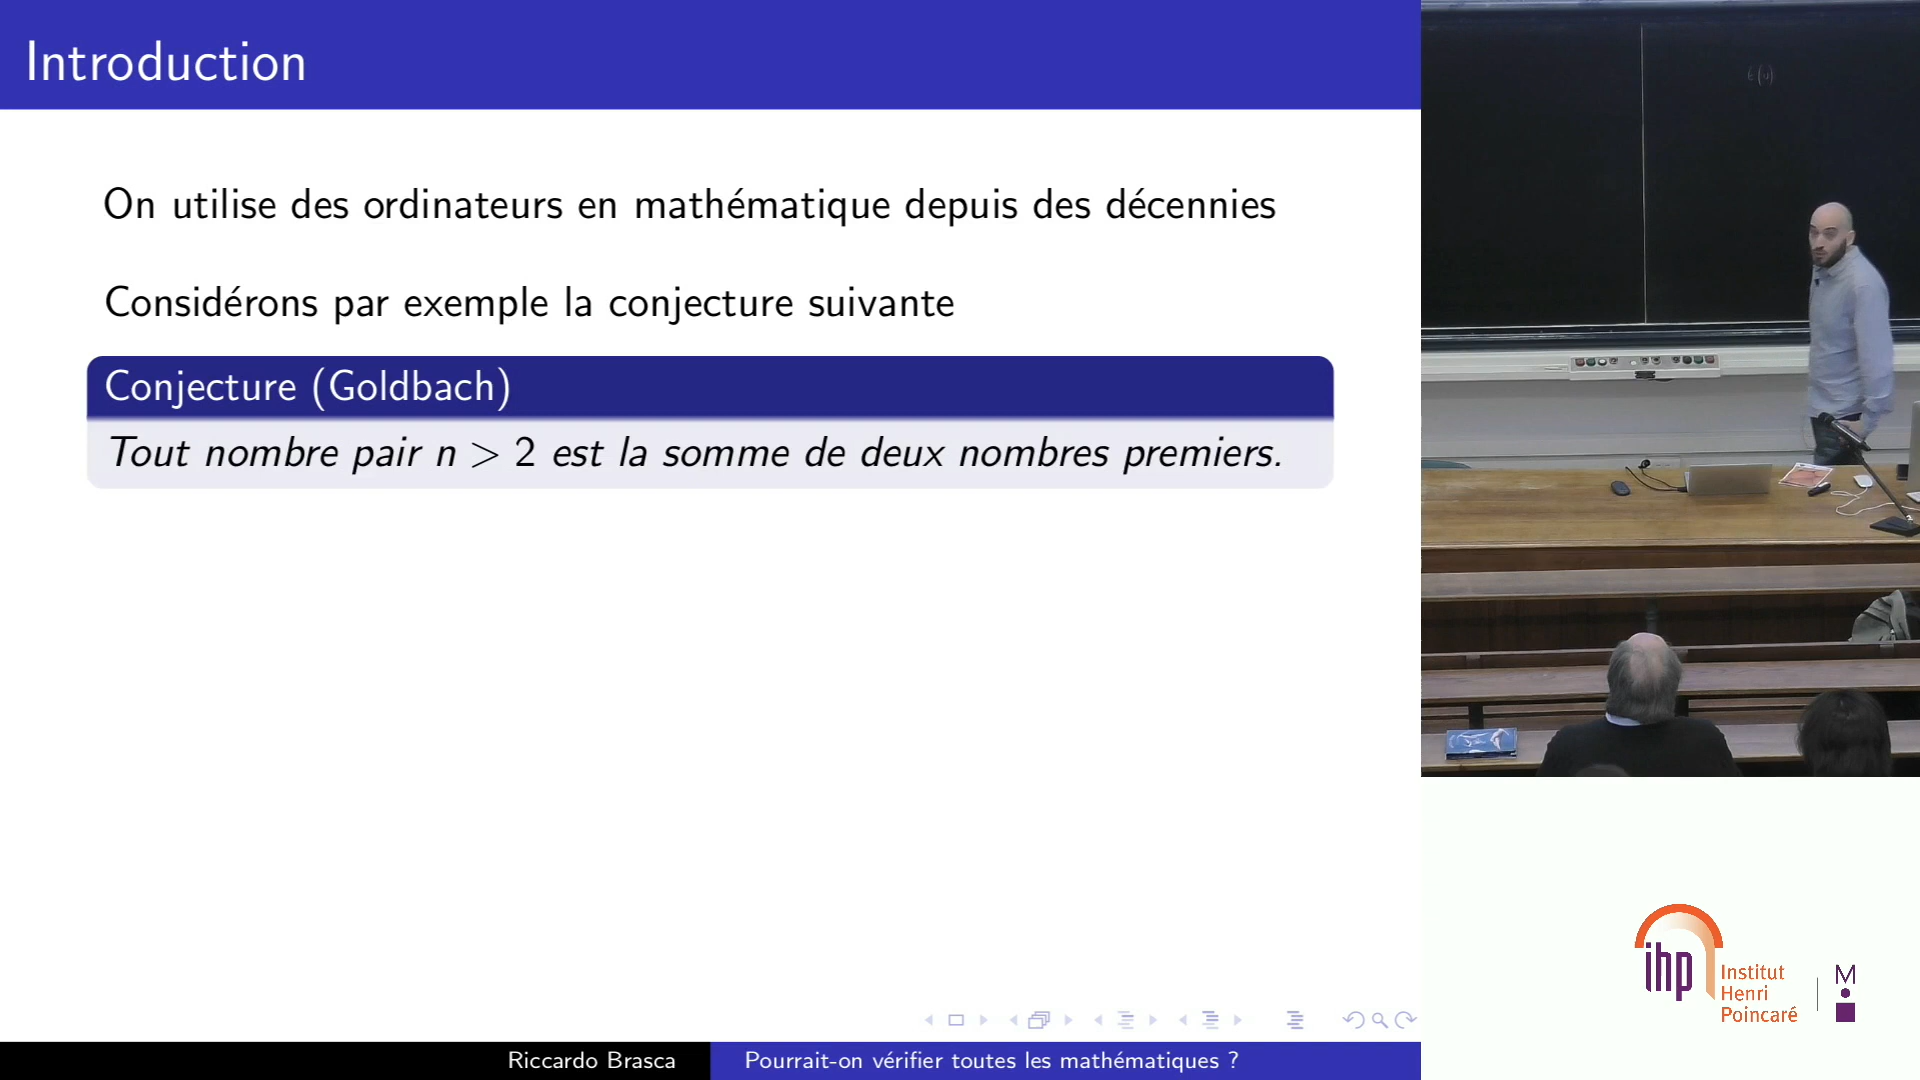 Introduction
On utilise des ordinateurs en mathématique depuis des décennies
Considérons par exemple la conjecture suivante
Conjecture (Goldbach)
Tout nombre pair n > 2 est la somme de deux nombres premiers.
Riccardo Brasca
Pourrait-on vérifier toutes les mathématiques ?
ihp
Institut
Henri
Poincaré
M